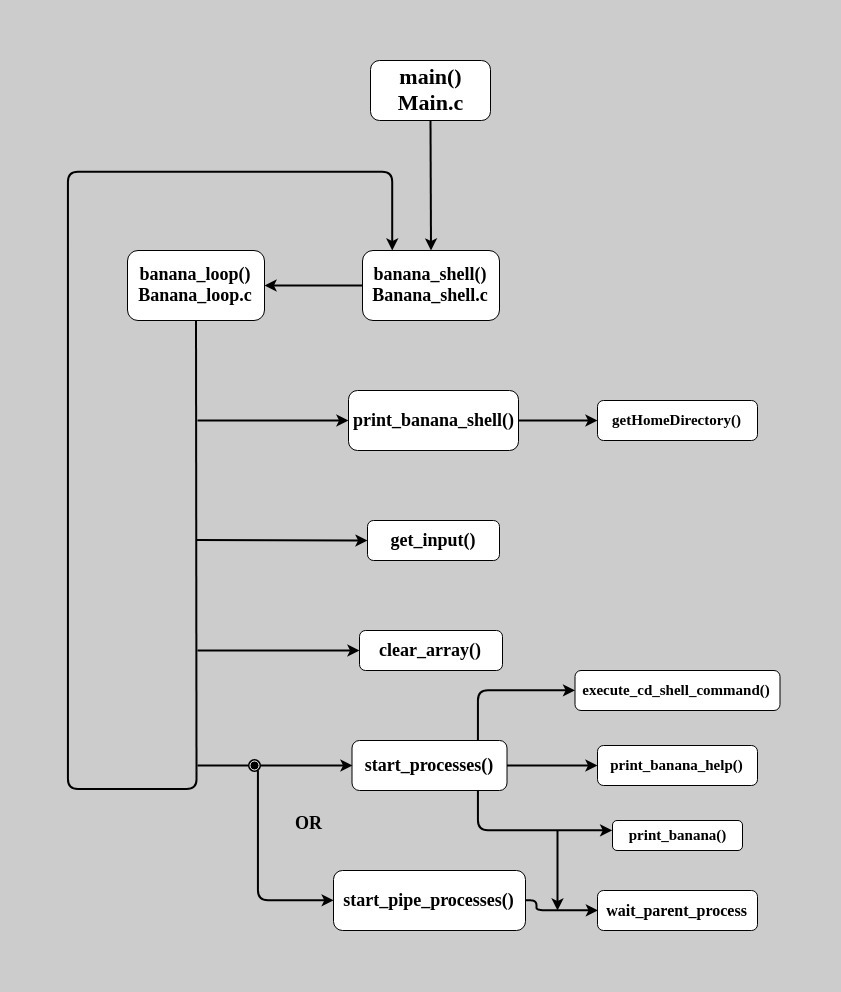 main()
Main.c
banana_loop()
Banana_loop.c
banana_shell()
Banana_shell.c
print_banana_shell()
getHomeDirectory()
get_input()
clear_array()
execute_cd_shell_command()
start_processes()
print_banana_help()
OR
print_banana()
start_pipe_processes()
wait_parent_process